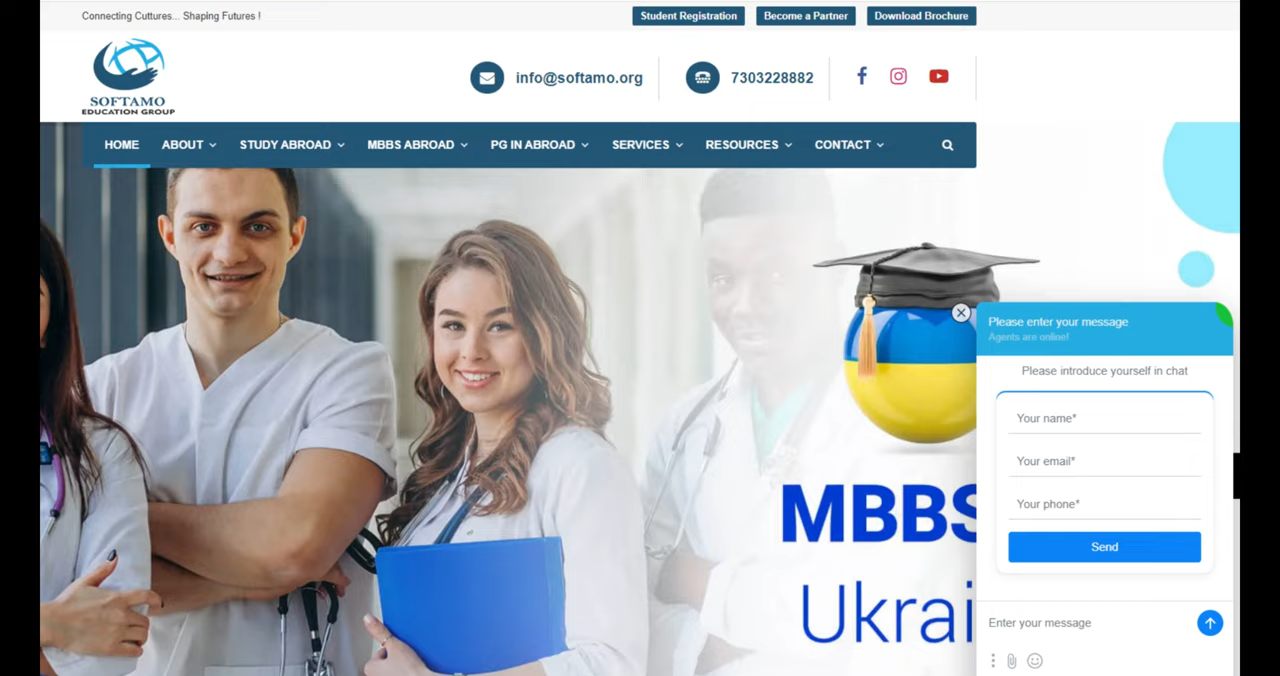 Connecting Cuttures... Shaping Futures !
Student Registration
Become a Partner
Download Brochure
SOFTAMO
EDUCATION GROUP
info@softamo.org
7303228882
HOME
ABOUT
STUDY ABROAD
MBBS ABROAD
PG IN ABROAD
SERVICES
RESOURCES
CONTACT
MBBS
Ukrai
Please enter your message
Agents are online!
Please introduce yourself in chat
Your name*
Your email*
Your phone*
Send
Enter your message